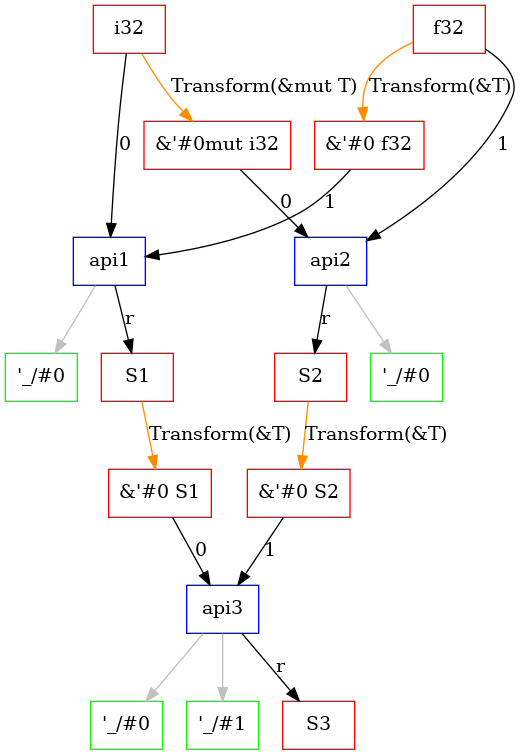 i32
f32
Transform(&mut T)
Transform(&T)
&'#0mut i32
&'#0 f32
0
1
0
1
api1
api2
r
r
'_/#0
S1
S2
'_/#0
Transform(&T)
Transform(&T)
&'#0 S1
&'#0 S2
0
1
api3
r
'_/#0
'_/#1
S3